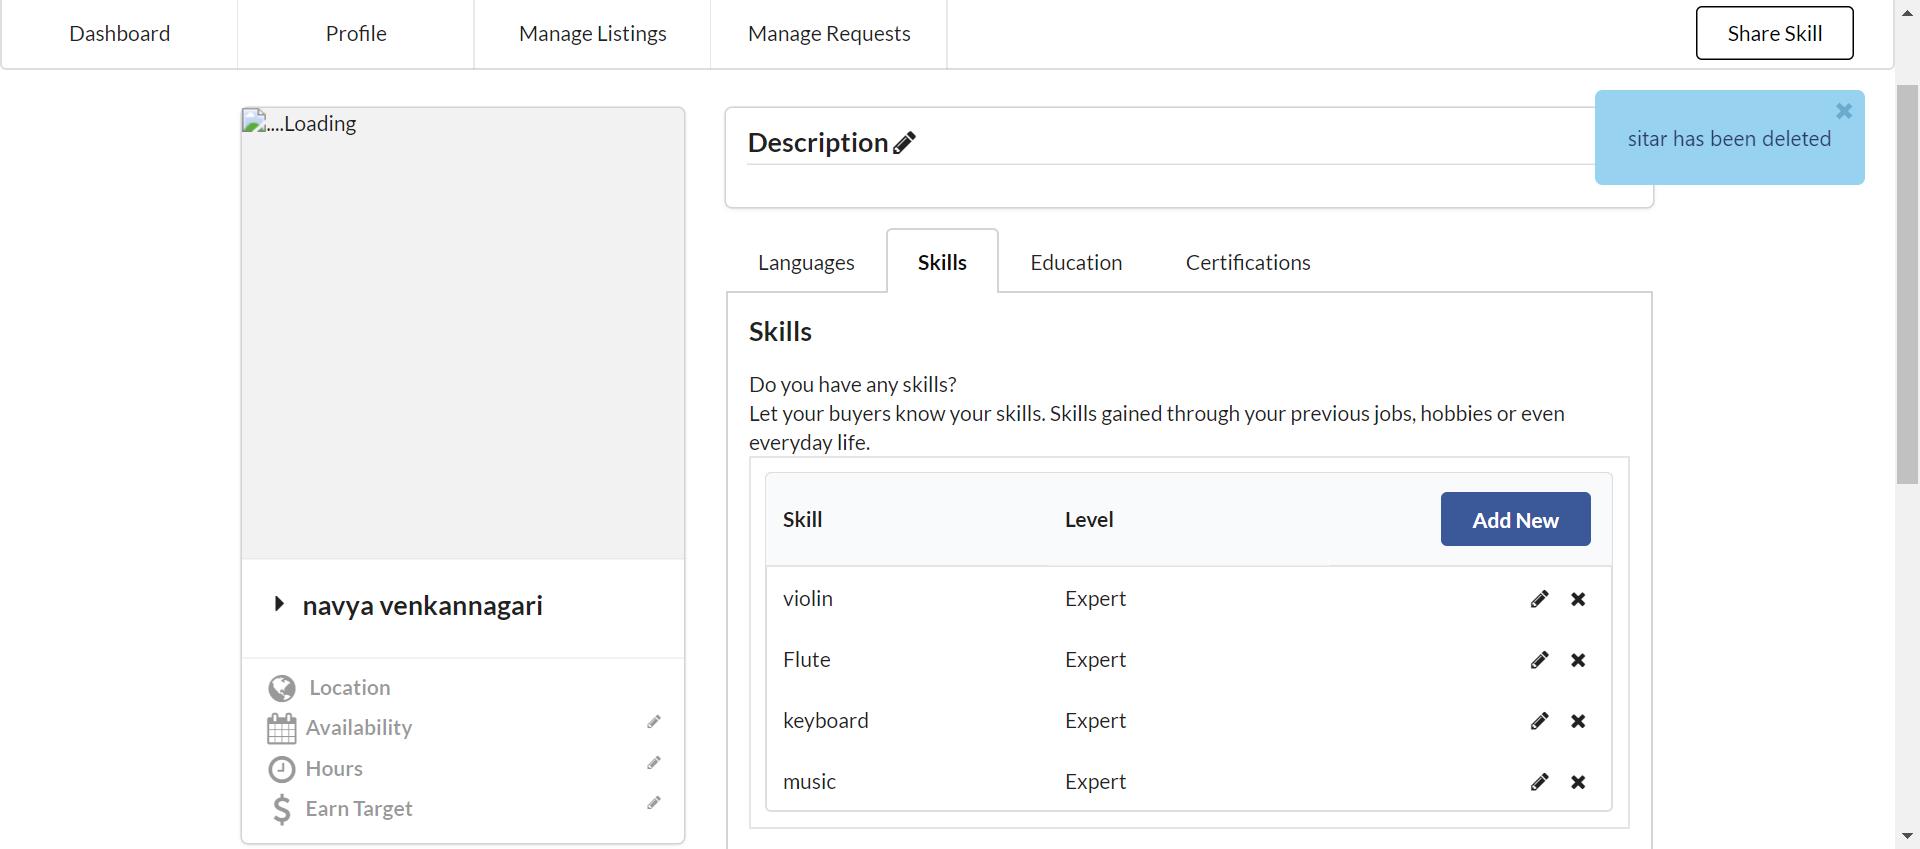 Dashboard
Profile
Manage Listings
Manage Requests
Share Skill
sitar has been deleted
....Loading
Description
Languages
Skills
Education
Certifications
Skills
Do you have any skills?
Let your buyers know your skills. Skills gained through your previous jobs, hobbies or even
everyday life.
Skill Level Add New
violin Expert
Flute Expert
keyboard Expert
music Expert
navya venkannagari
Location
Availability
Hours
Earn Target